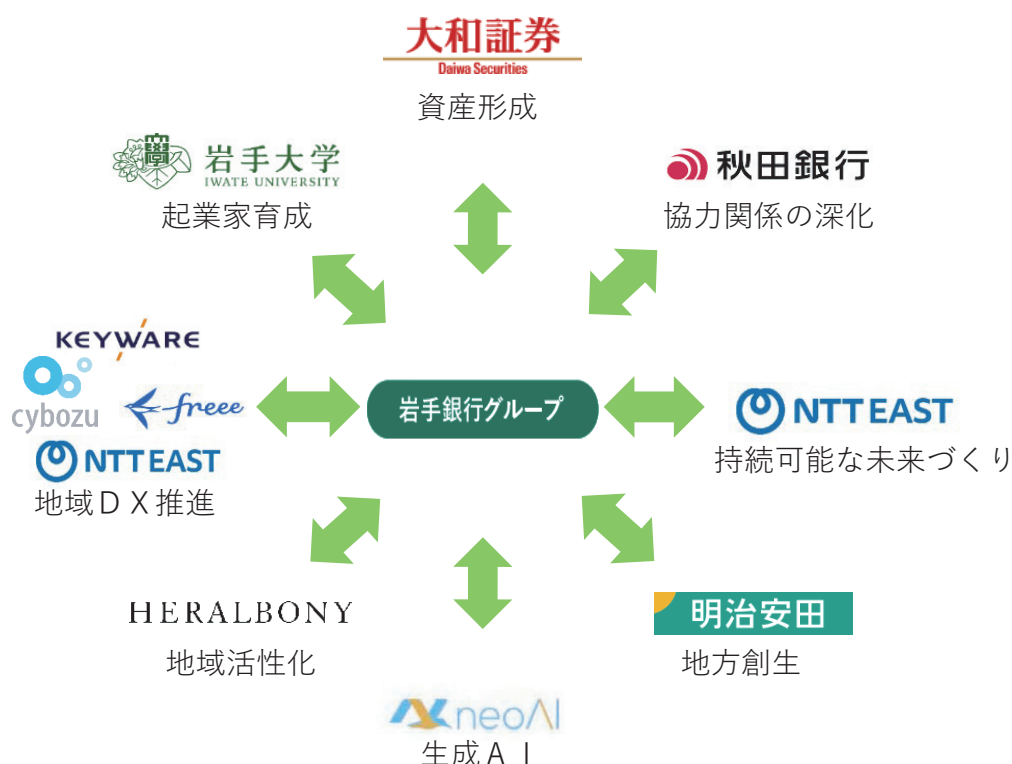 大和証券
Daiwa Securities
資産形成
岩手大学
IWATE UNIVERSITY
起業家育成
秋田銀行
協力関係の深化
KEYWARE
cybozu
freee
NTT EAST
地域ＤＸ推進
岩手銀行グループ
NTT EAST
持続可能な未来づくり
HERALBONY
地域活性化
明治安田
地方創生
neoAI
生成ＡＩ